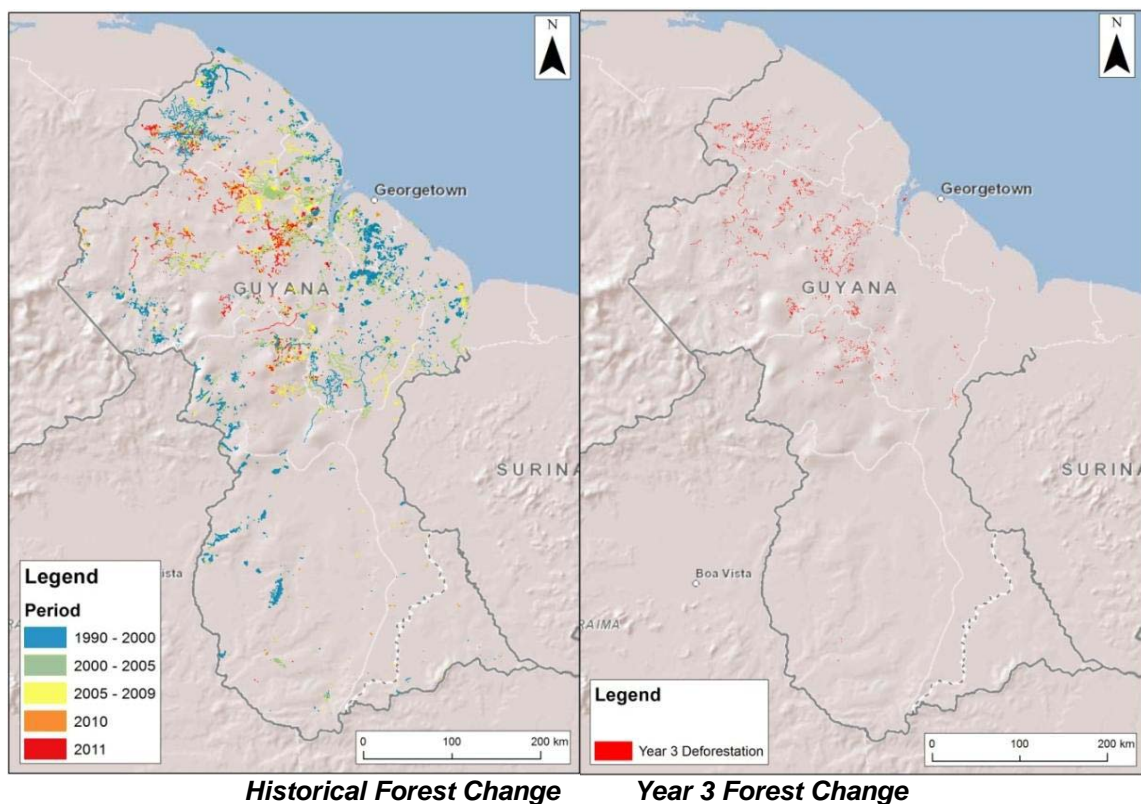 N
Georgetown
GUYANA
SURINA
ista
RA
Legend
Period
1990 - 2000
2000 - 2005
2005 - 2009
2010
2011
0 100 200 km
N
Georgetown
GUYANA
SURINA
Boa Vista
RAIMA
Legend
Year 3 Deforestation
0 100 200 km
Historical Forest Change Year 3 Forest Change